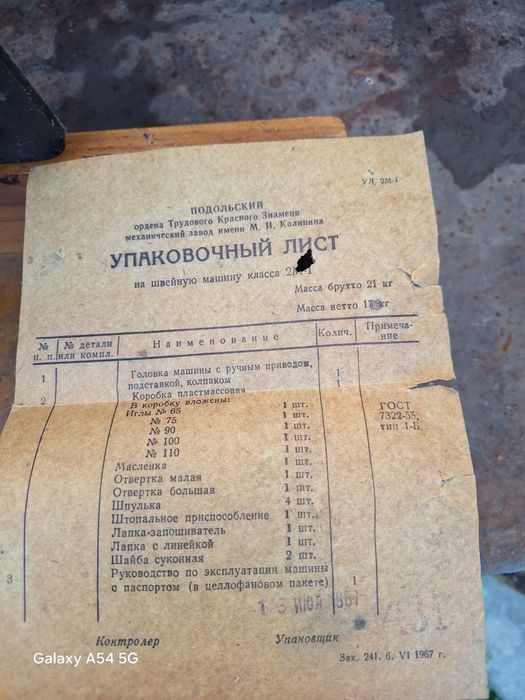 УЛ. 2М-1
ПОДОЛЬСКИЙ
ордена Трудового Красного Знамени
механический завод имени М. И. Калинина
УПАКОВОЧНЫЙ ЛИСТ
на швейную машину класса
Масса брутто 21 кг
Масса нетто 17 кг
№ п. п. № детали или компл. Наименование Колич. Примечание
1 Головка машины с ручным приводом, подставкой, колпаком 1
2 Коробка пластмассовая 1
В коробку вложены:
Иглы № 65 1 шт. ГОСТ
№ 75 1 шт. 7322-55,
№ 90 1 шт. тип 1-Б
№ 100 1 шт.
№ 110 1 шт.
Масленка 1 шт.
Отвертка малая 1 шт.
Отвертка большая 1 шт.
Шпулька 4 шт.
Штопальное приспособление 1 шт.
Лапка-запошиватель 1 шт.
Лапка с линейкой 1 шт.
Шайба суконная 2 шт.
3 Руководство по эксплуатации машины
с паспортом (в целлофановом пакете) 1
ИЮЛ 1967
431
Контролер Упаковщик
Зак. 241. 6. VI 1967 г.
Galaxy A54 5G